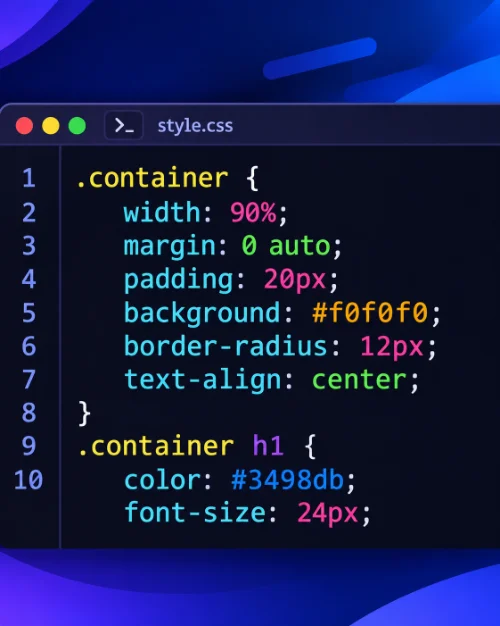 >_ style.css
1 .container {
2 width: 90%;
3 margin: 0 auto;
4 padding: 20px;
5 background: #f0f0f0;
6 border-radius: 12px;
7 text-align: center;
8 }
9 .container h1 {
10 color: #3498db;
font-size: 24px;